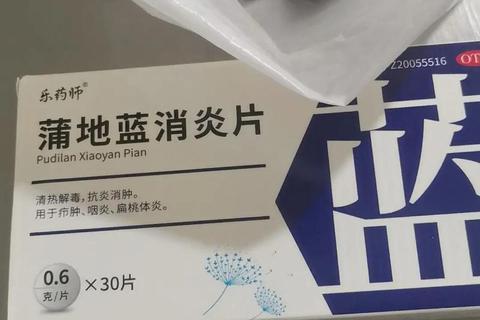 Z20055516
OT
乐药师®
蒲地蓝消炎片
Pudilan Xiaoyan Pian
清热解毒，抗炎消肿。
用于疖肿、咽炎、扁桃体炎。
0.6
克/片
×30片
蓝